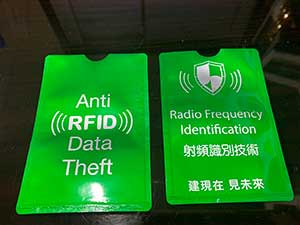 Anti
RFID
Data
Theft
Radio Frequency
Identification
射頻識別技術
建現在 見未來